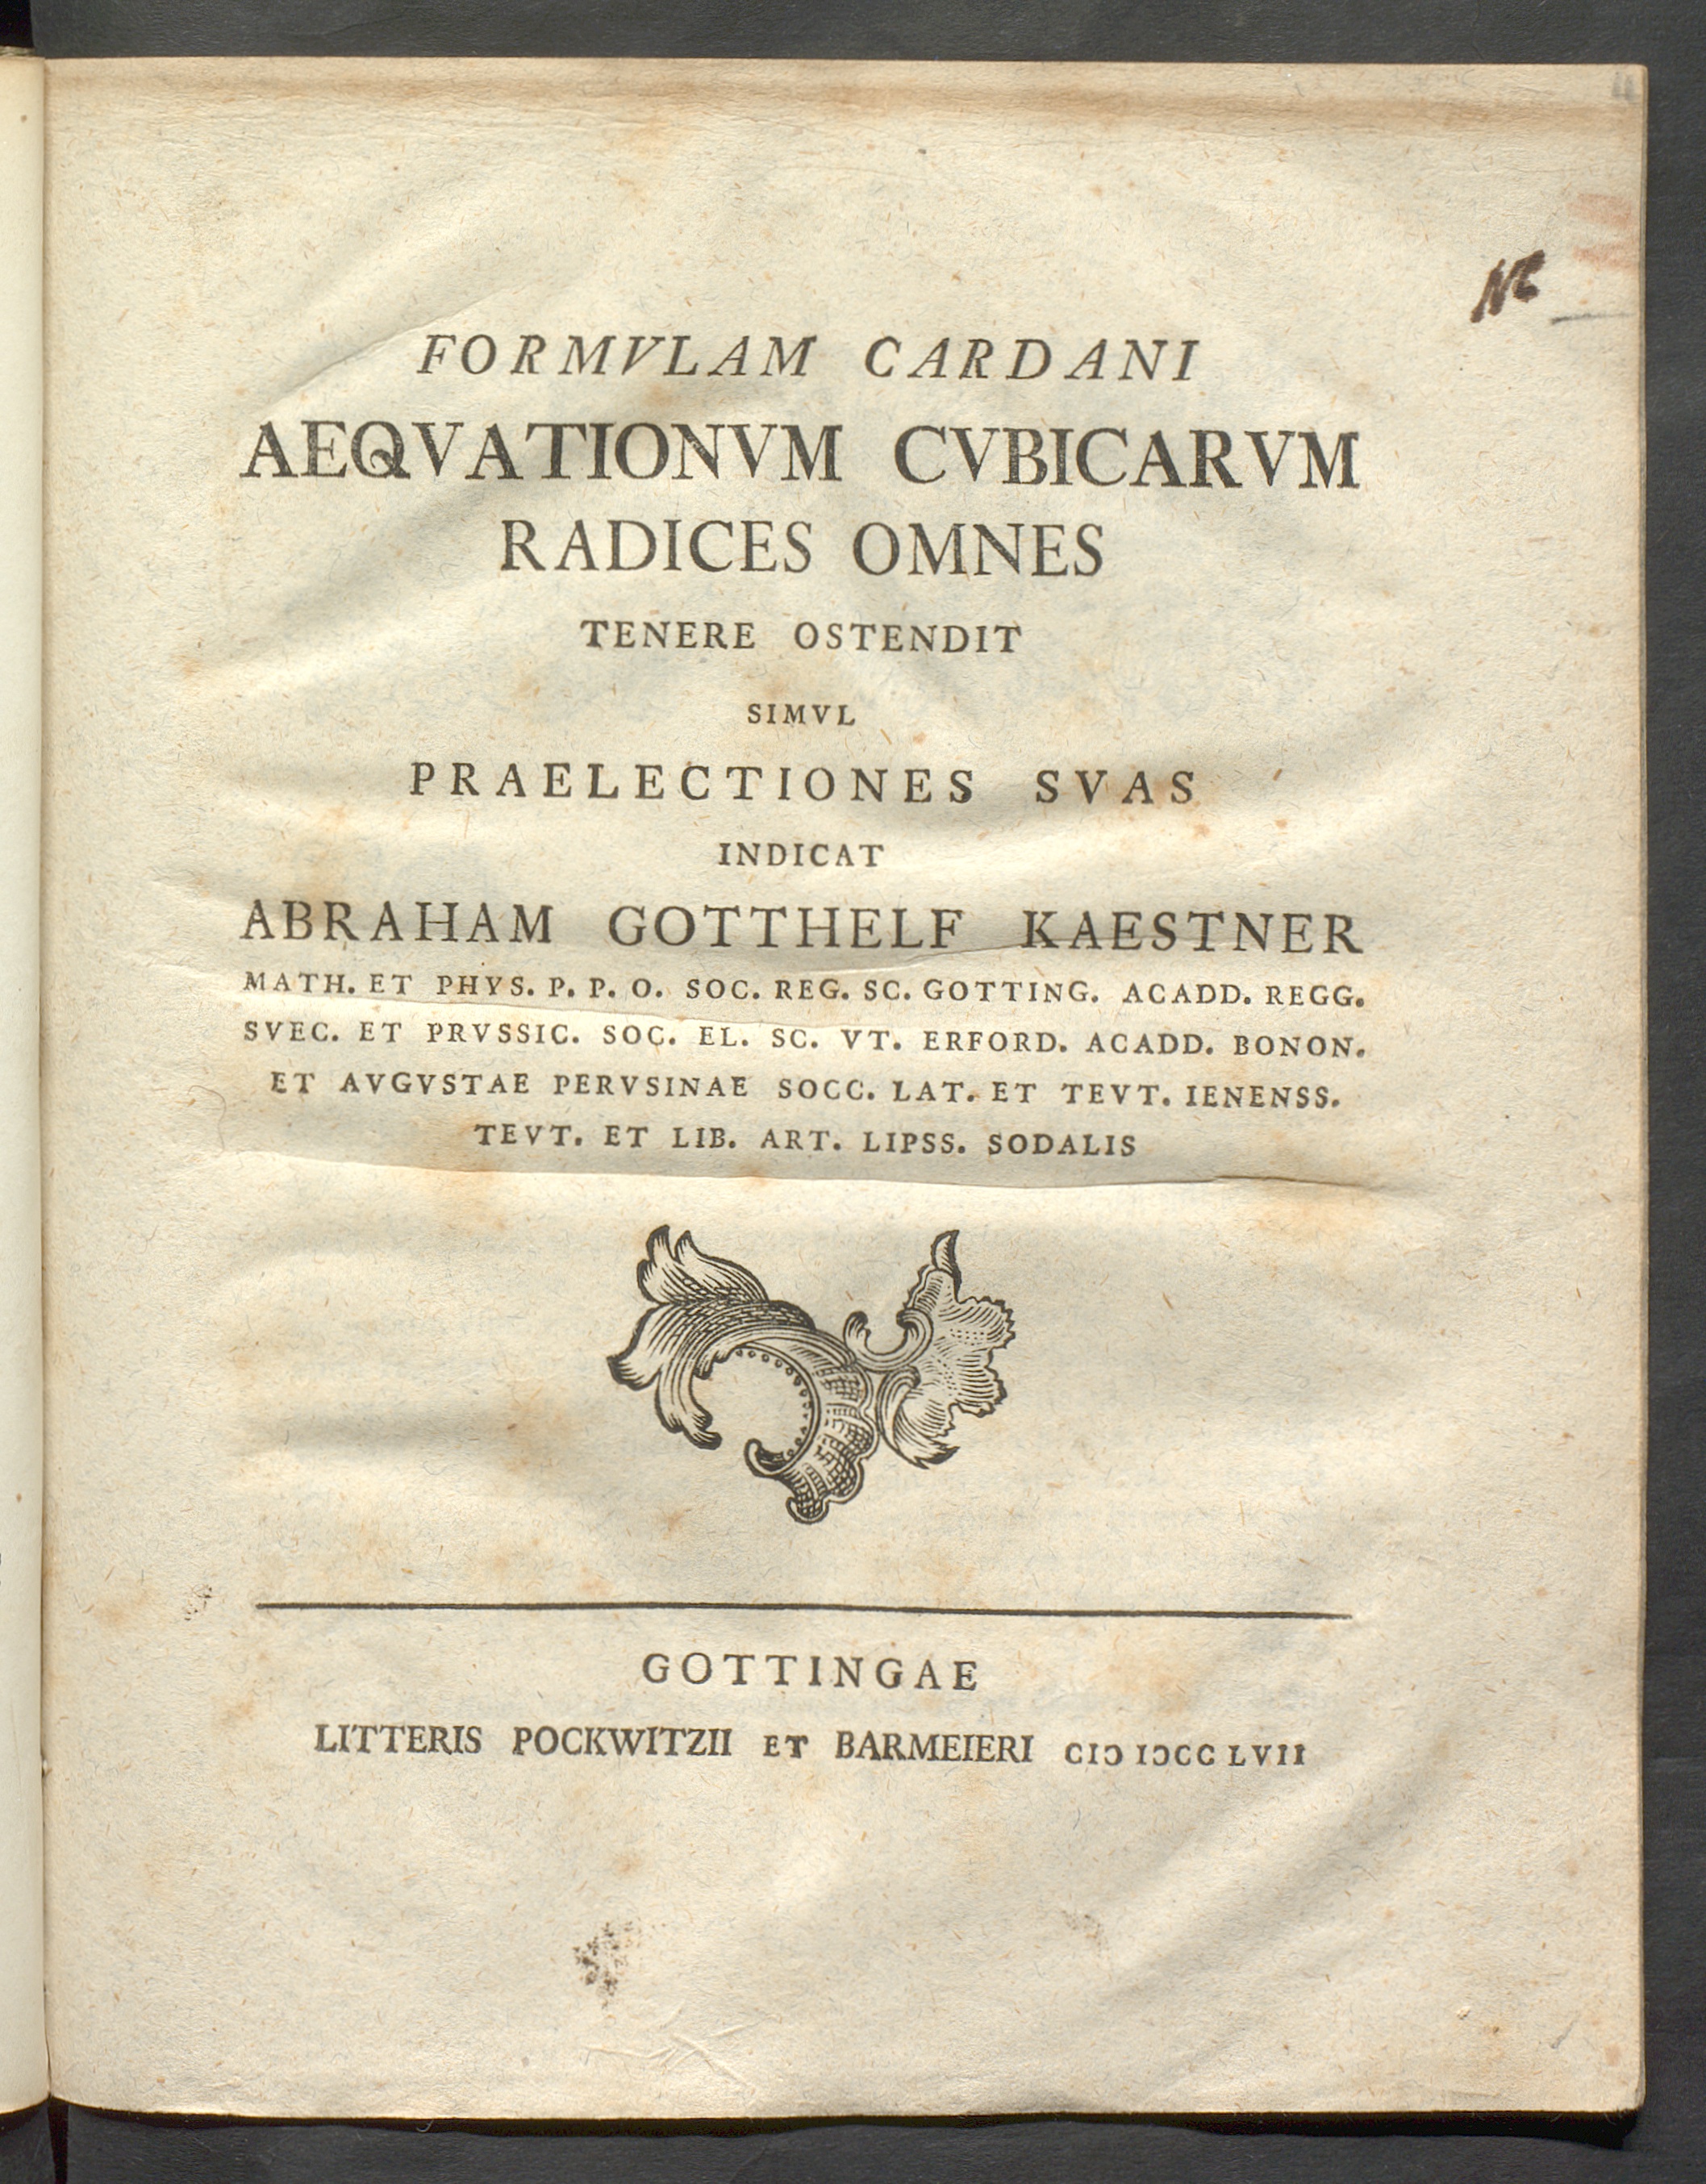 FORMVLAM CARDANI
AEQVATIONVM CVBICARVM
RADICES OMNES
TENERE OSTENDIT
SIMVL
PRAELECTIONES SVAS
INDICAT
ABRAHAM GOTTHELF KAESTNER
MATH. ET PHYS. P. P. O. SOC. REG. SC. GOTTING. ACADD. REGG.
SVEC. ET PRVSSIC. SOC. EL. SC. VT. ERFORD. ACADD. BONON.
ET AVGVSTAE PERVSINAE SOCC. LAT. ET TEVT. IENENSS.
TEVT. ET LIB. ART. LIPSS. SODALIS
GOTTINGAE
LITTERIS POCKWITZII ET BARMEIERI CIↃ IↃCC LVII